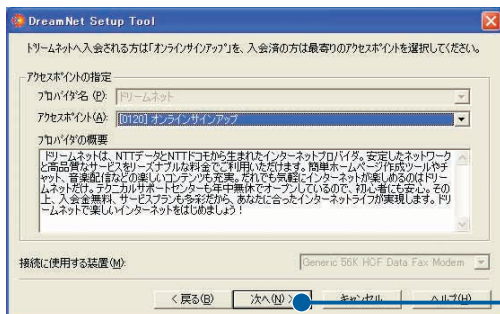 DreamNet Setup Tool
ドリームネットへ入会される方は「オンラインサインアップ」を、入会済の方は最寄りのアクセスポイントを選択してください。
アクセスポイントの指定
プロバイダ名 (P): ドリームネット
アクセスポイント(A): [0120] オンラインサインアップ
プロバイダの概要
ドリームネットは、NTTデータとNTTドコモから生まれたインターネットプロバイダ。安定したネットワーク
と高品質なサービスをリーズナブルな料金でご利用いただけます。簡単ホームページ作成ツールやチ
ャット、音楽配信などの楽しいコンテンツも充実。だれでも気軽にインターネットが楽しめるのはドリー
ムネットだけ。テクニカルサポートセンターも年中無休でオープンしているので、初心者にも安心。その
上、入会金無料、サービスプランも多彩だから、あなたに合ったインターネットライフが実現します。ドリ
ームネットで楽しいインターネットをはじめましょう！
接続に使用する装置(M): Generic 56K HCF Data Fax Modem
< 戻る(B) 次へ(N) > キャンセル ヘルプ(H)